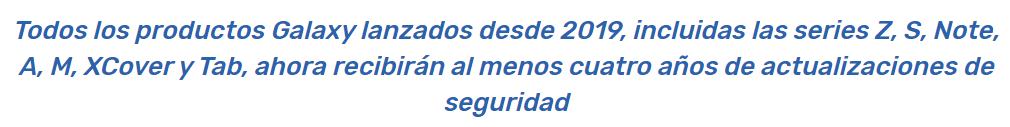 Todos los productos Galaxy lanzados desde 2019, incluidas las series Z, S, Note,
A, M, XCover y Tab, ahora recibirán al menos cuatro años de actualizaciones de
seguridad